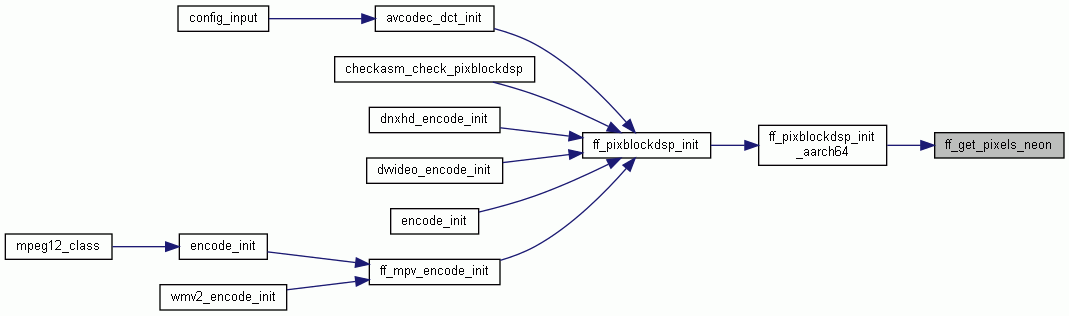 config_input
avcodec_dct_init
checkasm_check_pixblockdsp
dnxhd_encode_init
dvvideo_encode_init
encode_init
ff_pixblockdsp_init
ff_pixblockdsp_init
_aarch64
ff_get_pixels_neon
mpeg12_class
encode_init
ff_mpv_encode_init
wmv2_encode_init